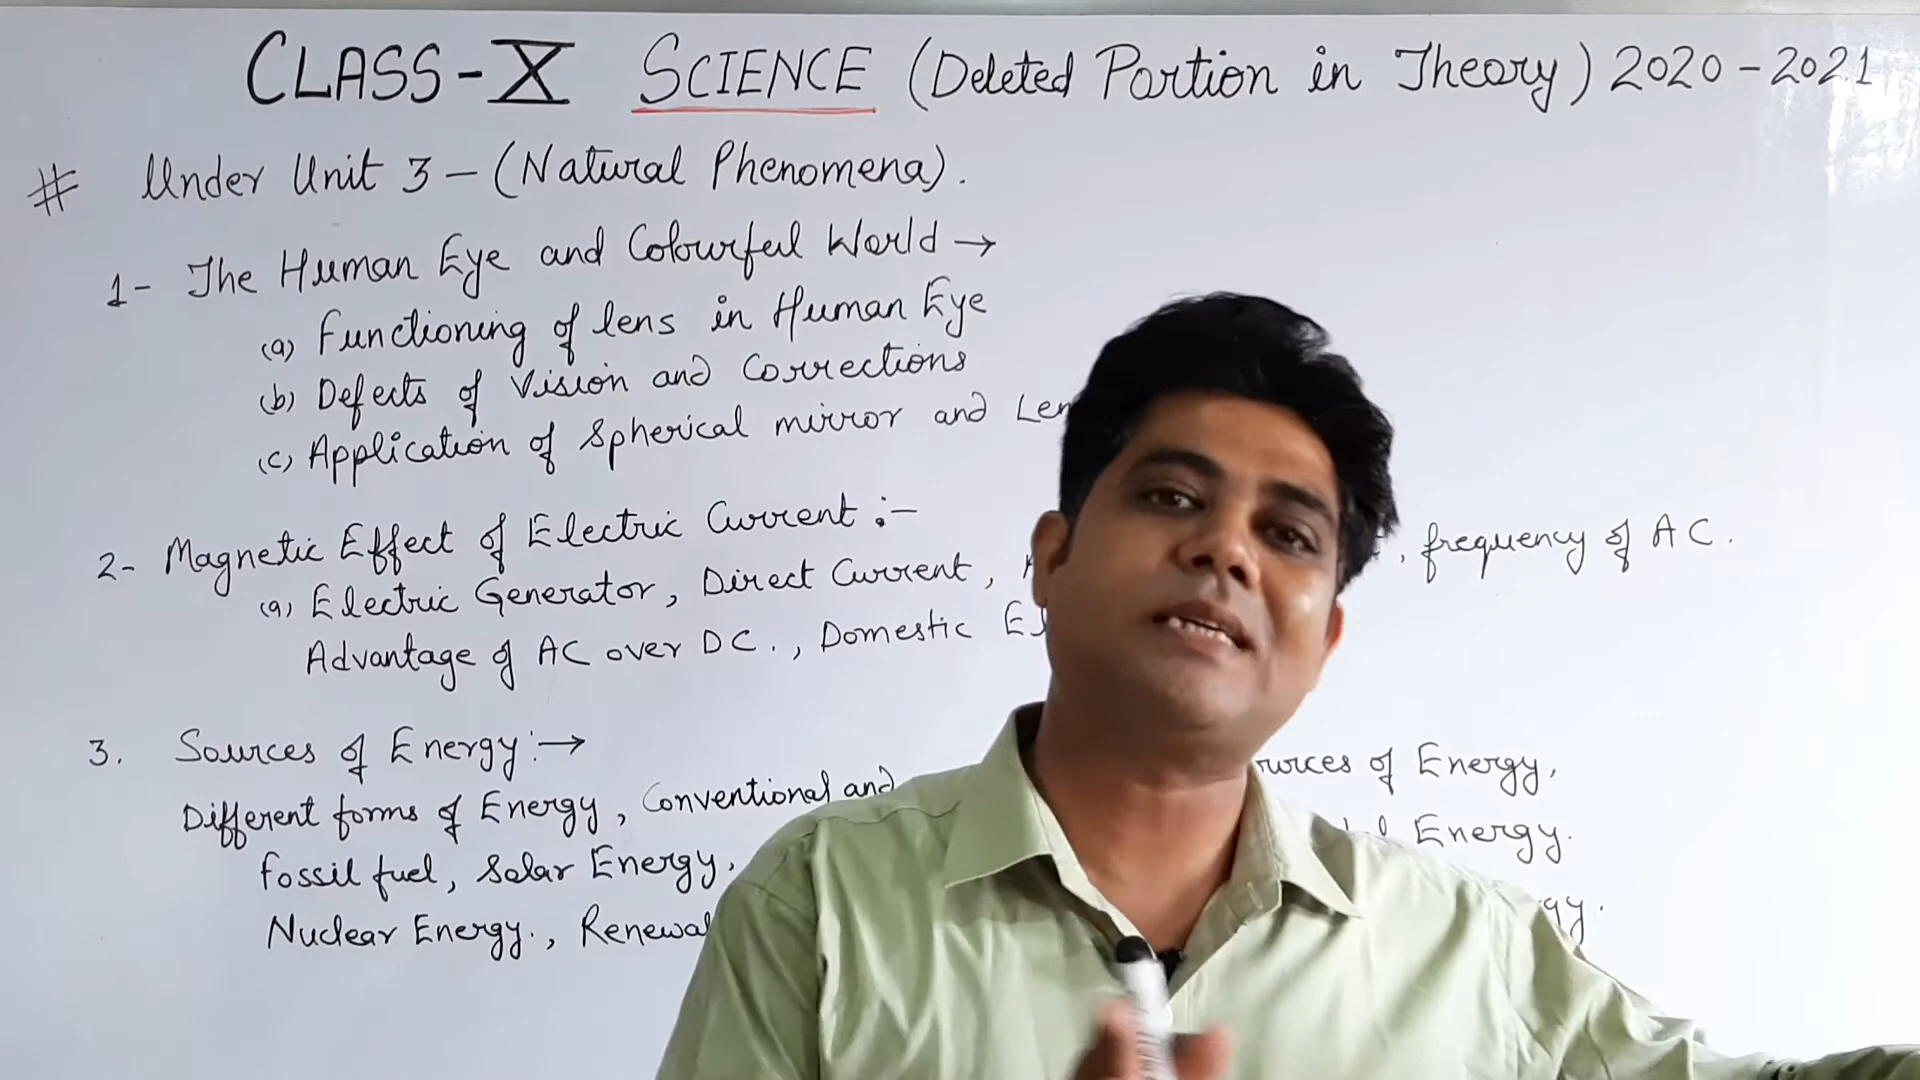 CLASS-X SCIENCE (Deleted Portion in Theory) 2020-2021
# Under Unit 3 - (Natural Phenomena).
1- The Human Eye and Colourful World →
(a) Functioning of lens in Human Eye
(b) Defects of Vision and Corrections
(c) Application of Spherical mirror and
2- Magnetic Effect of Electric Current :-
(a) Electric Generator, Direct Current, , frequency of AC.
Advantage of AC over DC., Domestic
3. Sources of Energy :→
Different forms of Energy, Conventional and of Energy,
fossil fuel, Solar Energy, Energy.
Nuclear Energy.,